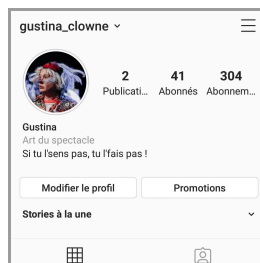 gustina_clowne
2 41 304
Publicati... Abonnés Abonnem...
Gustina
Art du spectacle
Si tu l'sens pas, tu l'fais pas !
Modifier le profil Promotions
Stories à la une